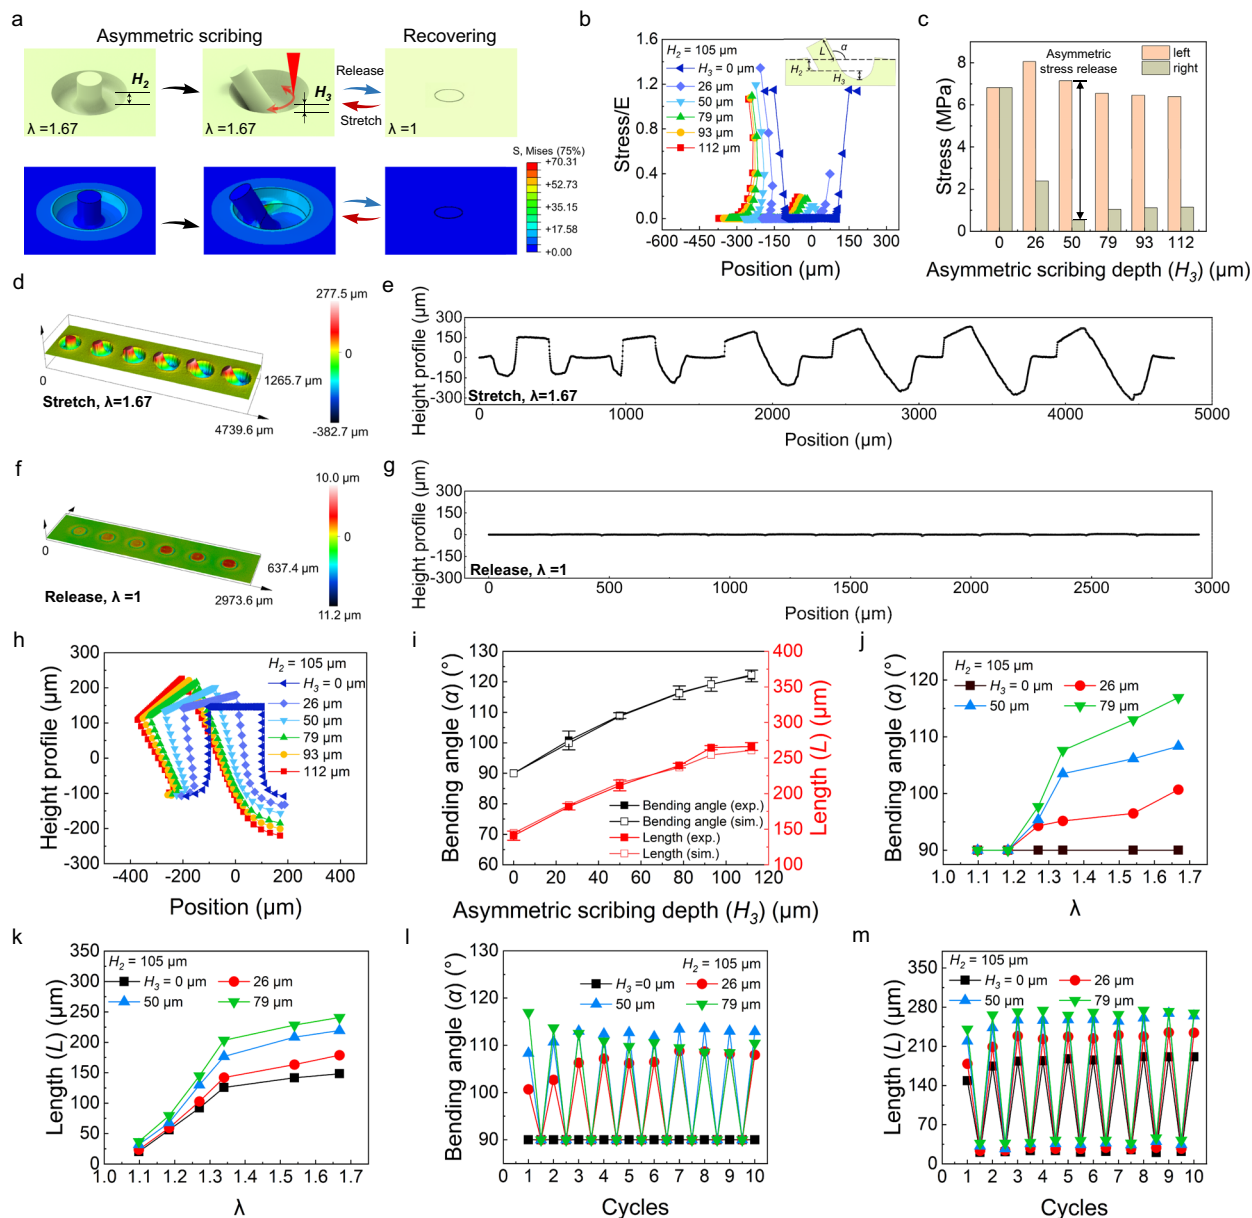 a
Asymmetric scribing
Recovering
H2
λ=1.67
H3
λ=1.67
Release
Stretch
λ=1
S, Mises (75%)
+70.31
+52.73
+35.15
+17.58
+0.00
b
Stress/E
1.6
1.2
0.8
0.4
0.0
H2 = 105 µm
H3 = 0 µm
26 µm
50 µm
79 µm
93 µm
112 µm
L
α
H2
H3
-600 -450 -300 -150 0 150 300
Position (µm)
c
Stress (MPa)
8
6
4
2
0
Asymmetric
stress release
left
right
0 26 50 79 93 112
Asymmetric scribing depth (H3) (µm)
d
277.5 µm
0
-382.7 µm
0
1265.7 µm
4739.6 µm
Stretch, λ=1.67
e
Height profile (µm)
300
150
0
-150
-300
Stretch, λ=1.67
0 1000 2000 3000 4000 5000
Position (µm)
f
10.0 µm
0
11.2 µm
0
637.4 µm
2973.6 µm
Release, λ =1
g
Height profile (µm)
300
150
0
-150
-300
Release, λ =1
0 500 1000 1500 2000 2500 3000
Position (µm)
h
Height profile (µm)
300
200
100
0
-100
-200
-300
H2 = 105 µm
H3 = 0 µm
26 µm
50 µm
79 µm
93 µm
112 µm
-400 -200 0 200 400
Position (µm)
i
Bending angle (α) (°)
130
120
110
100
90
80
70
60
Bending angle (exp.)
Bending angle (sim.)
Length (exp.)
Length (sim.)
400
350
300
250
200
150
100
Length (L) (µm)
0 20 40 60 80 100 120
Asymmetric scribing depth (H3) (µm)
j
Bending angle (α) (°)
120
110
100
90
H2 = 105 µm
H3 = 0 µm 26 µm
50 µm 79 µm
1.0 1.1 1.2 1.3 1.4 1.5 1.6 1.7
λ
k
Length (L) (µm)
350
300
250
200
150
100
50
0
H2 = 105 µm
H3 = 0 µm 26 µm
50 µm 79 µm
1.0 1.1 1.2 1.3 1.4 1.5 1.6 1.7
λ
l
Bending angle (α) (°)
130
120
110
100
90
H2 = 105 µm
H3 = 0 µm 26 µm
50 µm 79 µm
0 1 2 3 4 5 6 7 8 9 10
Cycles
m
Length (L) (µm)
350
280
210
140
70
0
H2 = 105 µm
H3 = 0 µm 26 µm
50 µm 79 µm
0 1 2 3 4 5 6 7 8 9 10
Cycles